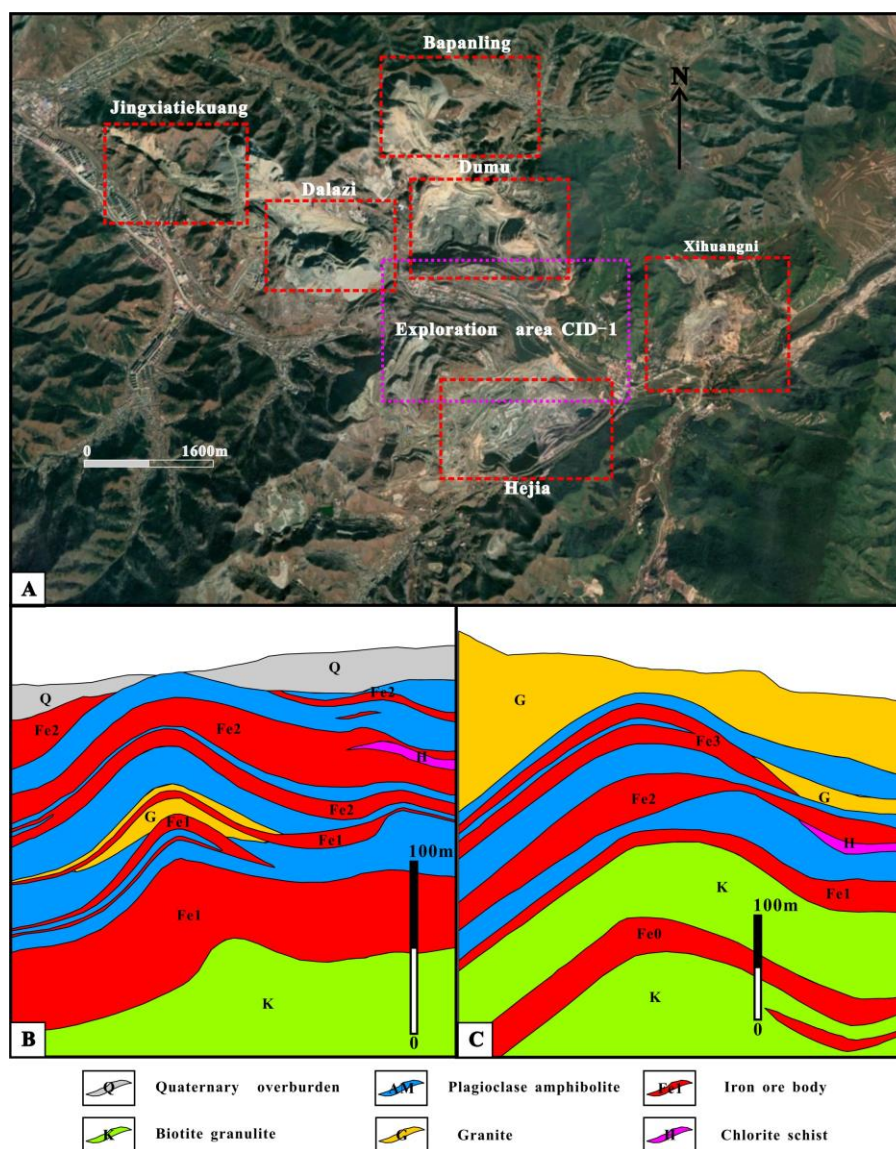 Bapanling
N
Jingxiatiekuang
Dumu
Dalazi
Xihuangni
Exploration area CID-1
0 1600m
Hejia
A
Q
Q
Fe2
Fe2
Fe2
H
Fe2
G
Fe1
Fe1
100m
Fe1
K
0
B
G
Fe3
Fe2
G
H
K
Fe1
100m
Fe0
K
0
C
Q Quaternary overburden
AM Plagioclase amphibolite
Fe1 Iron ore body
K Biotite granulite
G Granite
H Chlorite schist